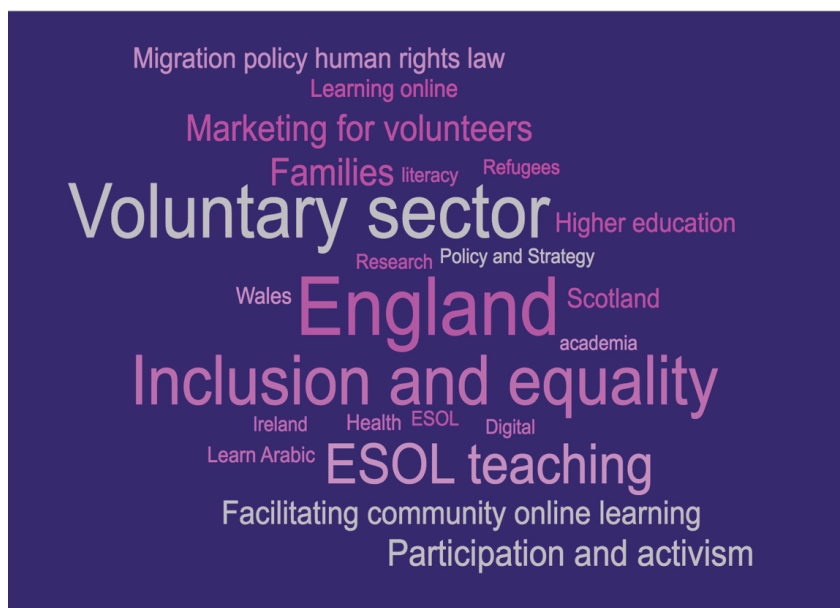 Migration policy human rights law
Learning online
Marketing for volunteers
Families literacy Refugees
Voluntary sector Higher education
Research Policy and Strategy
Wales England Scotland
academia
Inclusion and equality
Ireland Health ESOL Digital
Learn Arabic ESOL teaching
Facilitating community online learning
Participation and activism